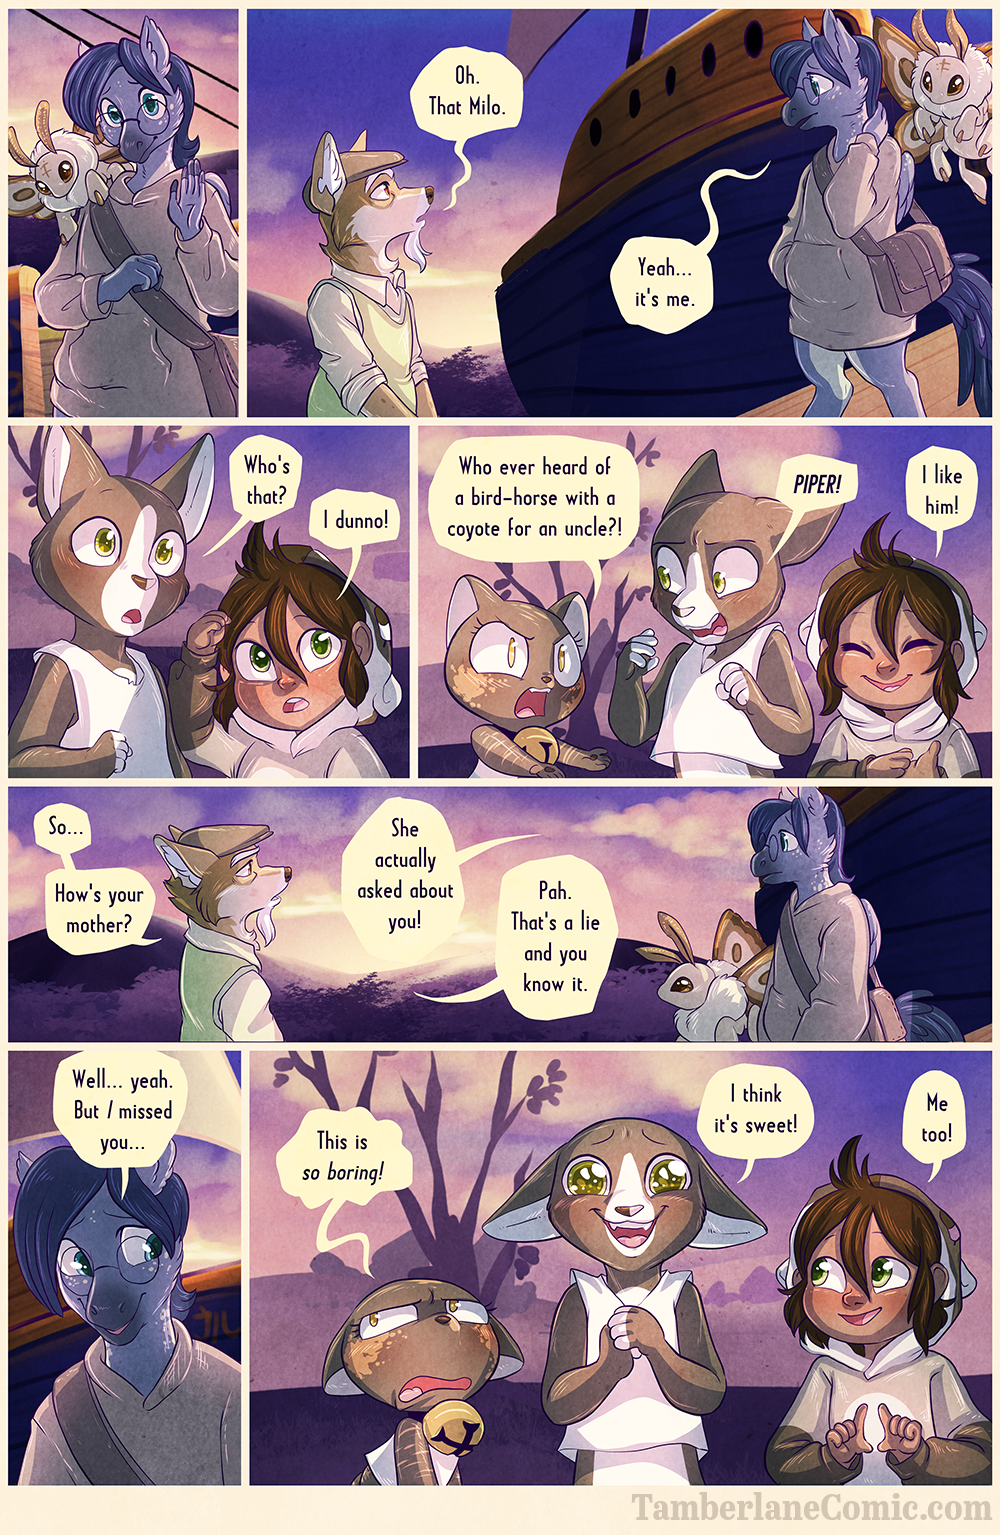 Oh.
That Milo.
Yeah...
it's me.
Who's
that?
I dunno!
Who ever heard of
a bird-horse with a
coyote for an uncle?!
PIPER!
I like
him!
So...
How's your
mother?
She
actually
asked about
you!
Pah.
That's a lie
and you
know it.
Well... yeah.
But I missed
you...
This is
so boring!
I think
it's sweet!
Me
too!
TamberlaneComic.com